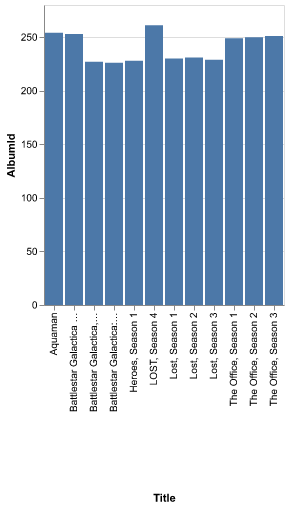 250
200
150
100
50
0
AlbumId
Aquaman
Battlestar Galactica …
Battlestar Galactica,…
Battlestar Galactica:…
Heroes, Season 1
LOST, Season 4
Lost, Season 1
Lost, Season 2
Lost, Season 3
The Office, Season 1
The Office, Season 2
The Office, Season 3
Title